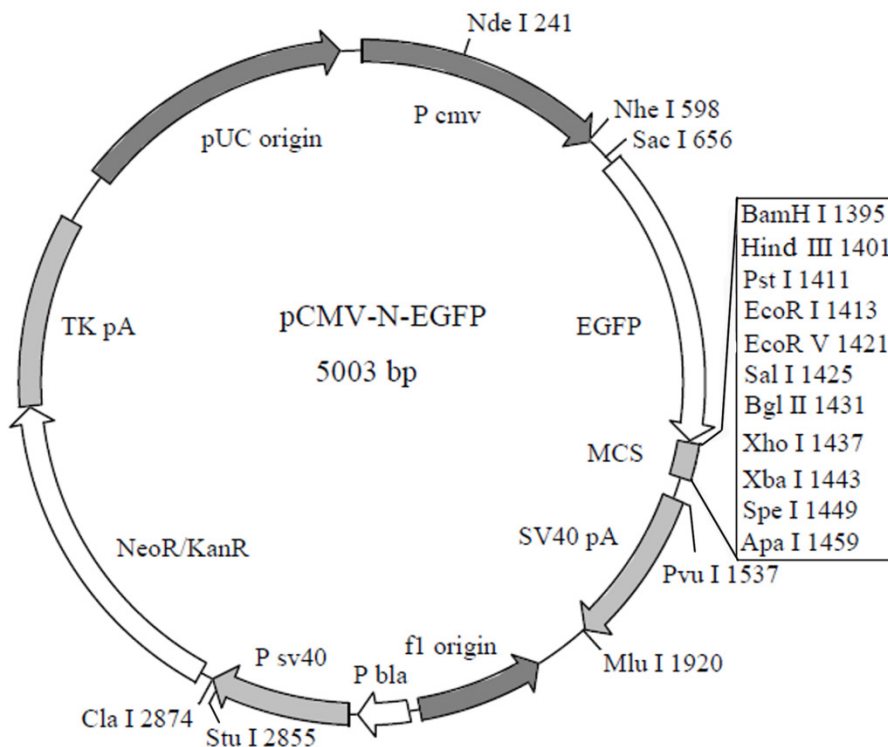 Nde I 241
P cmv
Nhe I 598
Sac I 656
pUC origin
BamH I 1395
Hind III 1401
Pst I 1411
EcoR I 1413
EcoR V 1421
Sal I 1425
Bgl II 1431
Xho I 1437
Xba I 1443
Spe I 1449
Apa I 1459
TK pA
pCMV-N-EGFP
5003 bp
EGFP
MCS
SV40 pA
Pvu I 1537
NeoR/KanR
Mlu I 1920
f1 origin
P bla
P sv40
Cla I 2874
Stu I 2855